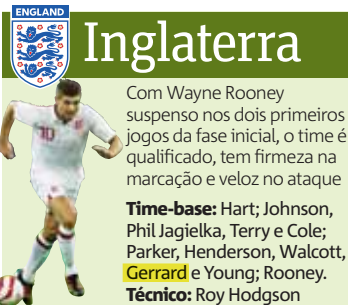 ENGLAND
Inglaterra
Com Wayne Rooney
suspenso nos dois primeiros
jogos da fase inicial, o time é
qualificado, tem firmeza na
marcação e veloz no ataque
Time-base: Hart; Johnson,
Phil Jagielka, Terry e Cole;
Parker, Henderson, Walcott,
Gerrard e Young; Rooney.
Técnico: Roy Hodgson
10